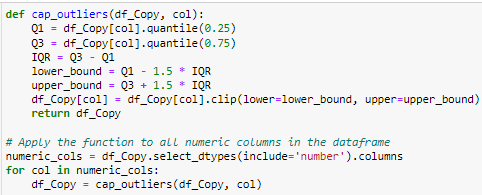 def cap_outliers(df_Copy, col):
    Q1 = df_Copy[col].quantile(0.25)
    Q3 = df_Copy[col].quantile(0.75)
    IQR = Q3 - Q1
    lower_bound = Q1 - 1.5 * IQR
    upper_bound = Q3 + 1.5 * IQR
    df_Copy[col] = df_Copy[col].clip(lower=lower_bound, upper=upper_bound)
    return df_Copy

# Apply the function to all numeric columns in the dataframe
numeric_cols = df_Copy.select_dtypes(include='number').columns
for col in numeric_cols:
    df_Copy = cap_outliers(df_Copy, col)